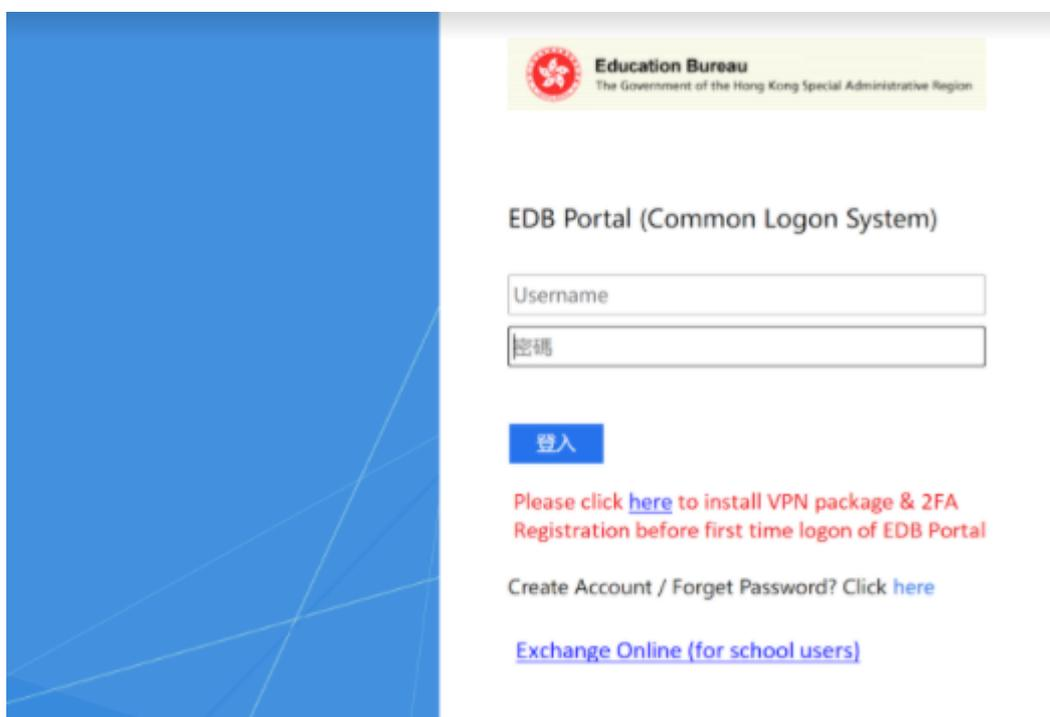 Education Bureau
The Government of the Hong Kong Special Administrative Region
EDB Portal (Common Logon System)
Username
密碼
登入
Please click here to install VPN package & 2FA
Registration before first time logon of EDB Portal
Create Account / Forget Password? Click here
Exchange Online (for school users)